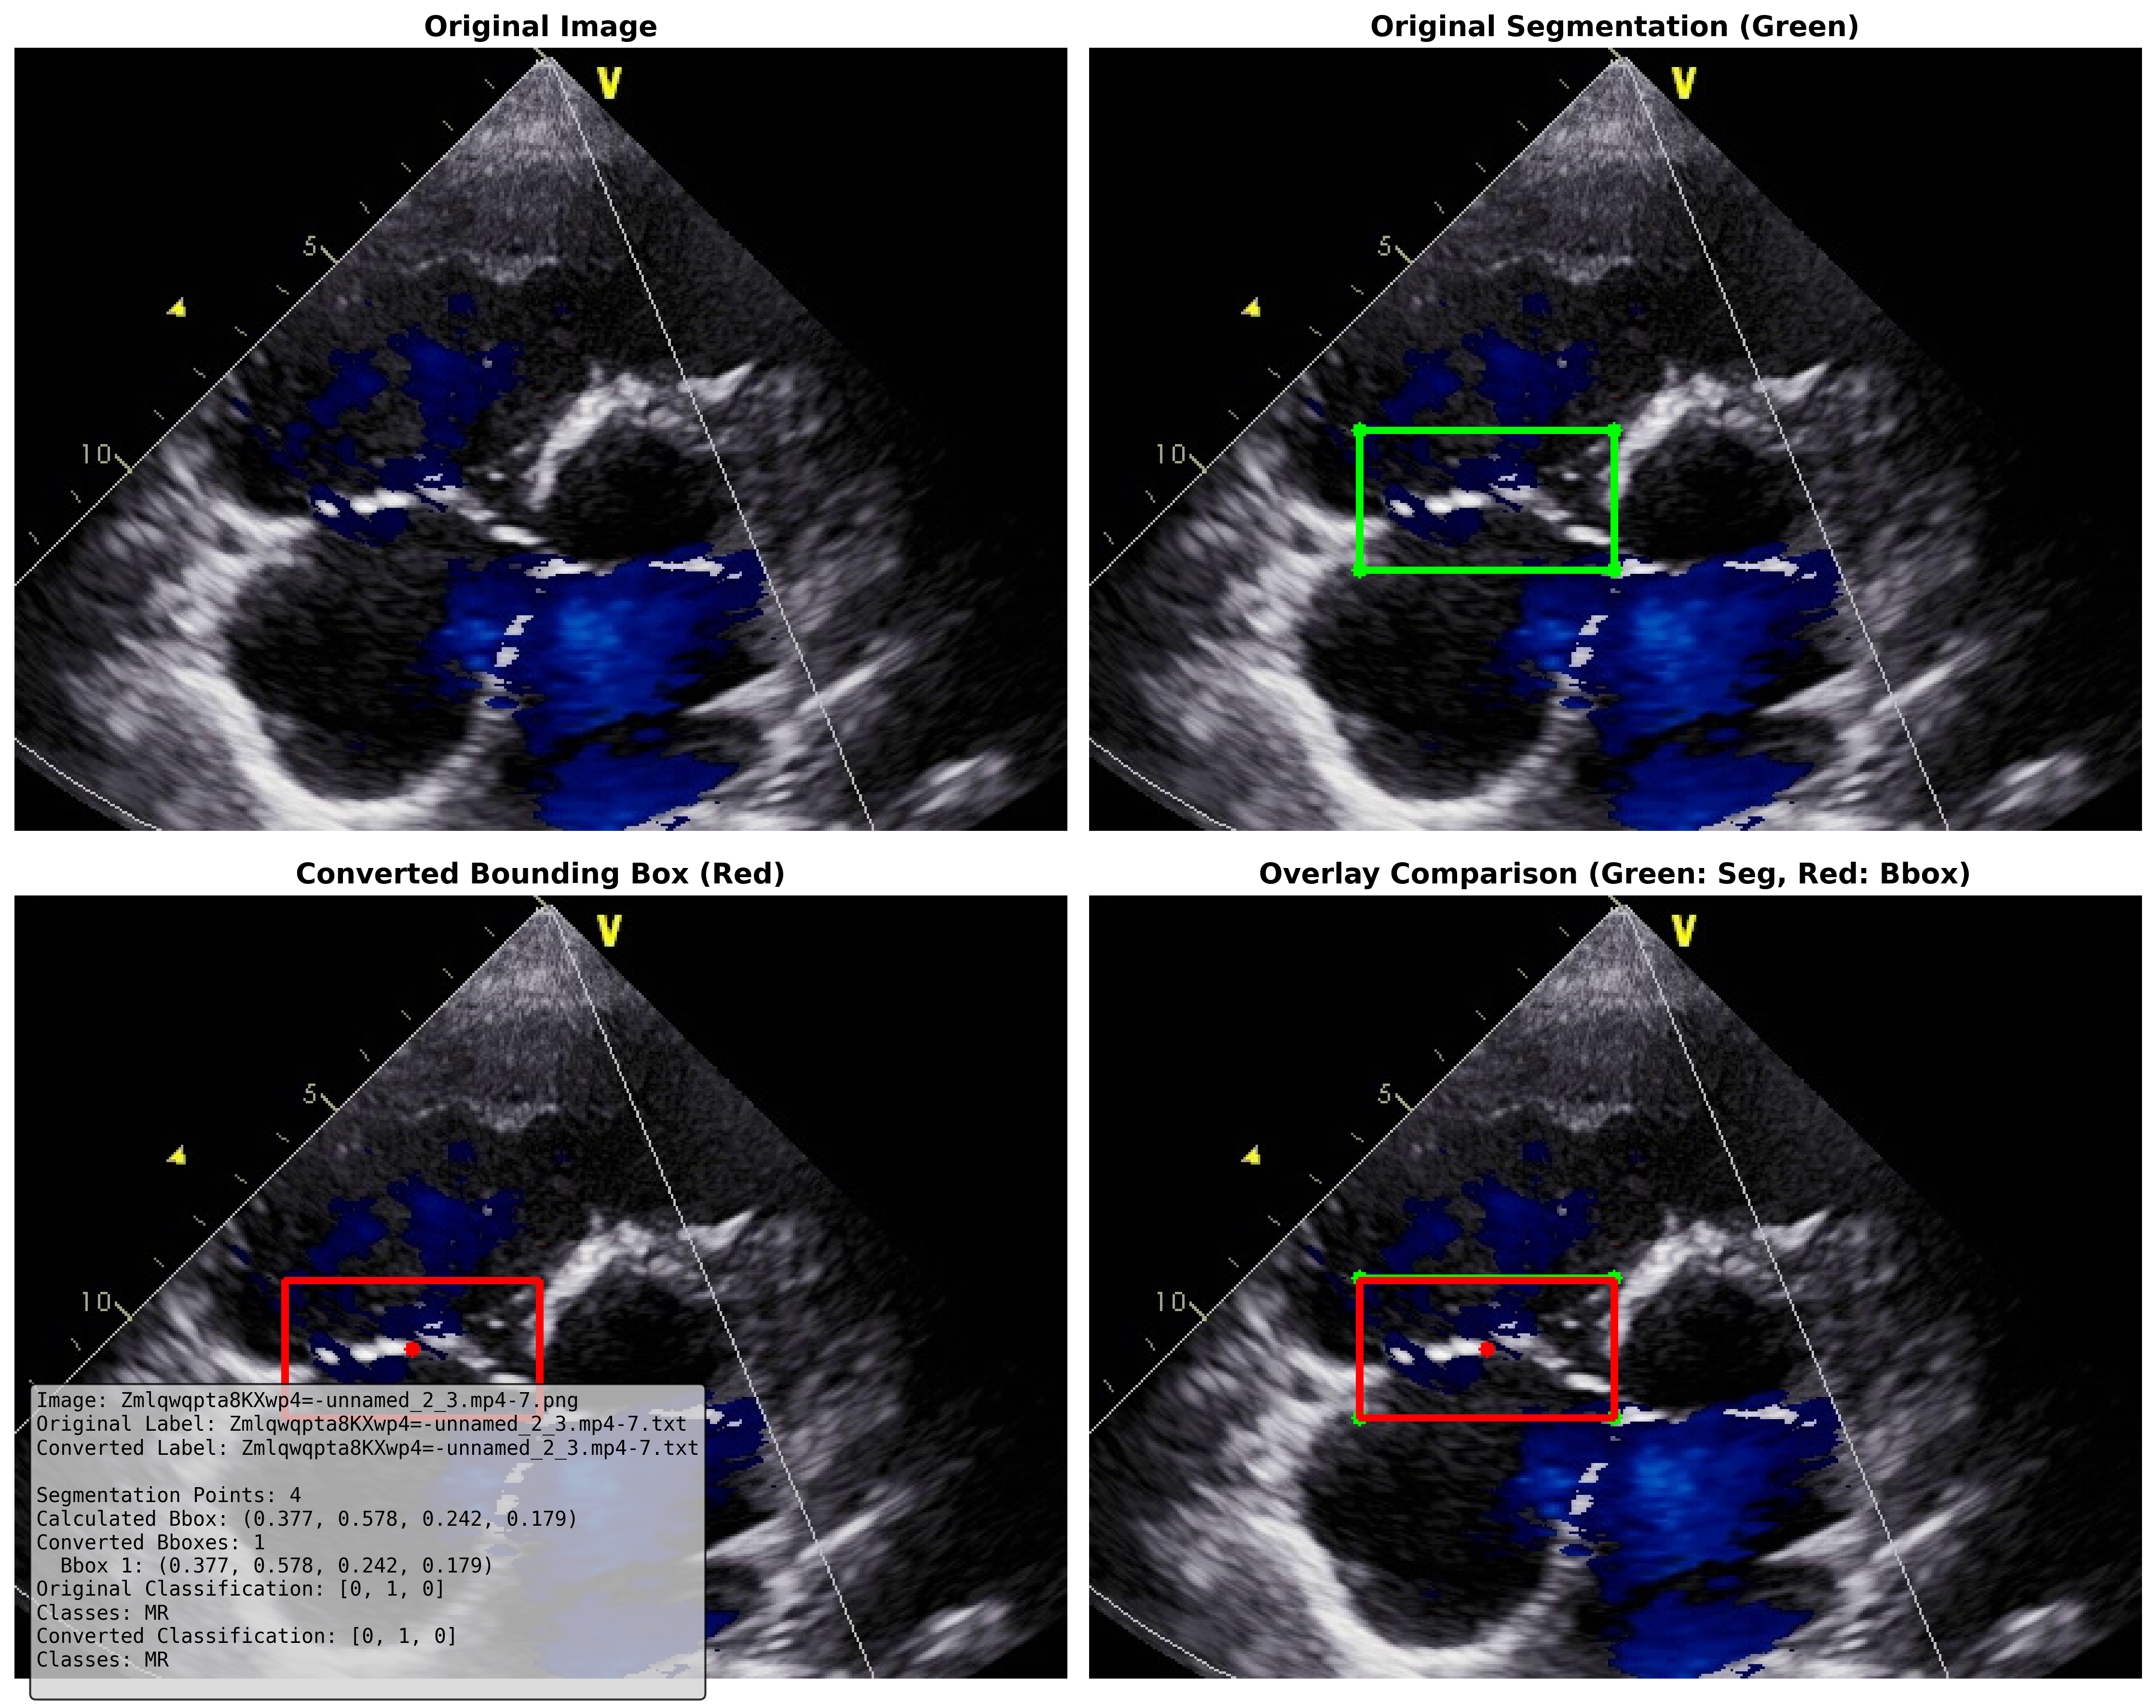 Original Image
Original Segmentation (Green)
V
5
10
V
5
10
Converted Bounding Box (Red)
Overlay Comparison (Green: Seg, Red: Bbox)
V
5
10
V
5
10
Image: Zmlqwqpta8KXwp4=-unnamed_2_3.mp4-7.png
Original Label: Zmlqwqpta8KXwp4=-unnamed_2_3.mp4-7.txt
Converted Label: Zmlqwqpta8KXwp4=-unnamed_2_3.mp4-7.txt
Segmentation Points: 4
Calculated Bbox: (0.377, 0.578, 0.242, 0.179)
Converted Bboxes: 1
Bbox 1: (0.377, 0.578, 0.242, 0.179)
Original Classification: [0, 1, 0]
Classes: MR
Converted Classification: [0, 1, 0]
Classes: MR